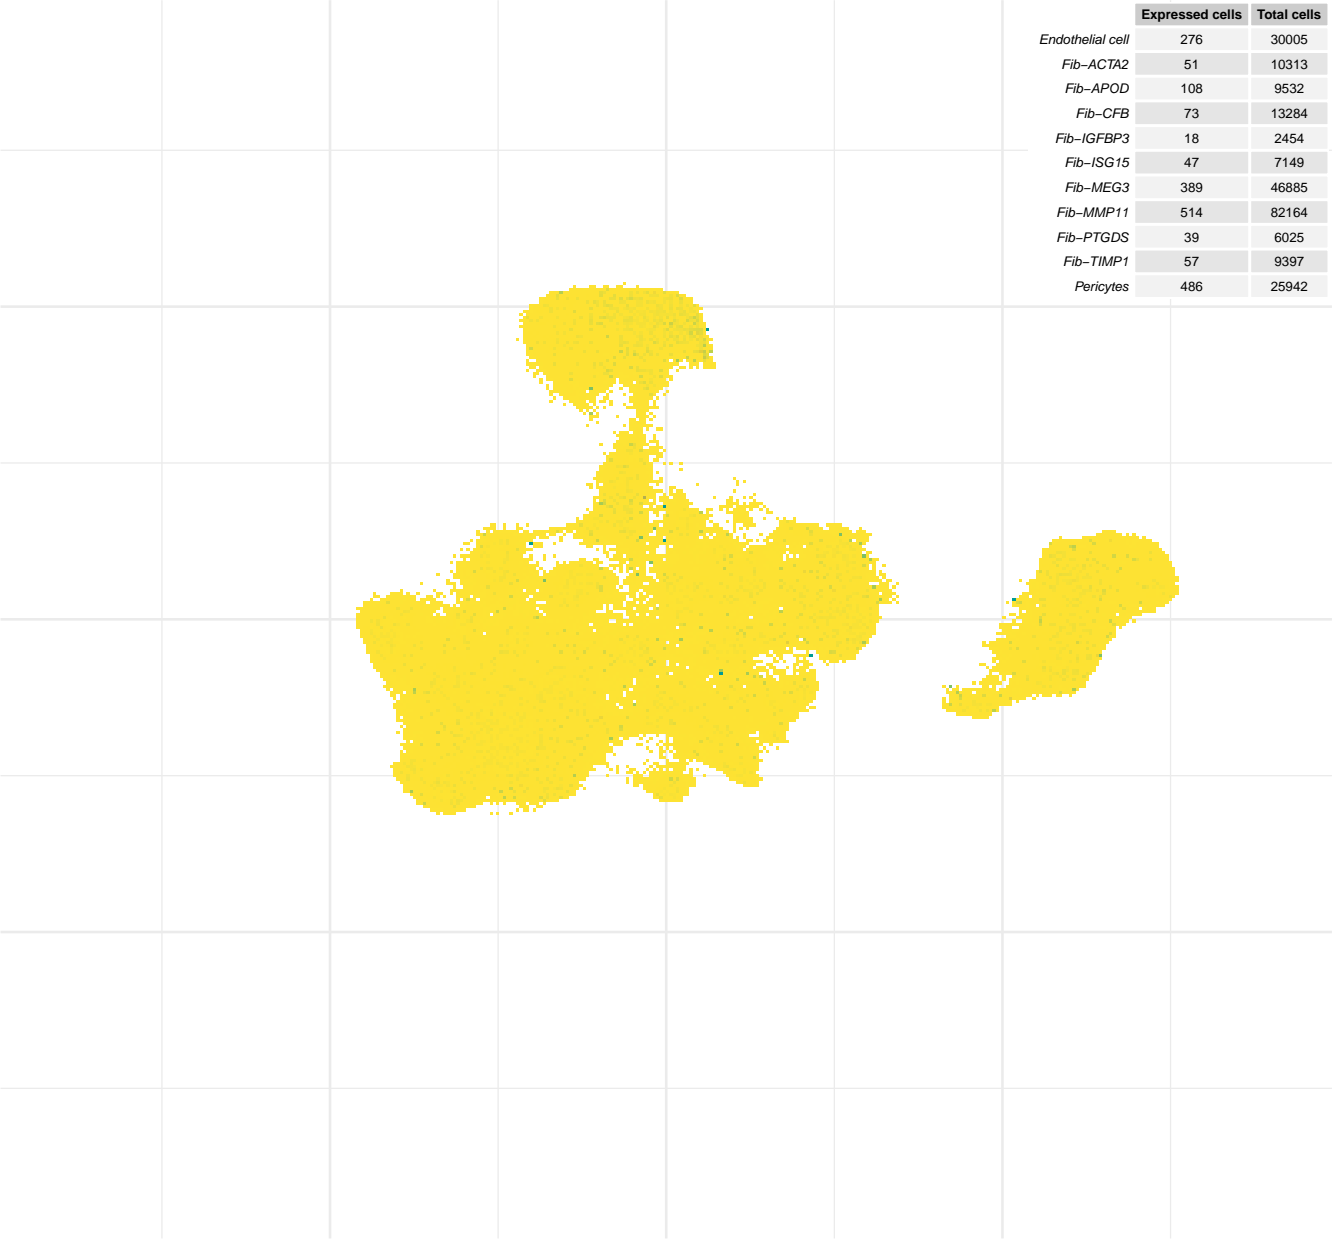 Expressed cells Total cells
Endothelial cell 276 30005
Fib−ACTA2 51 10313
Fib−APOD 108 9532
Fib−CFB 73 13284
Fib−IGFBP3 18 2454
Fib−ISG15 47 7149
Fib−MEG3 389 46885
Fib−MMP11 514 82164
Fib−PTGDS 39 6025
Fib−TIMP1 57 9397
Pericytes 486 25942